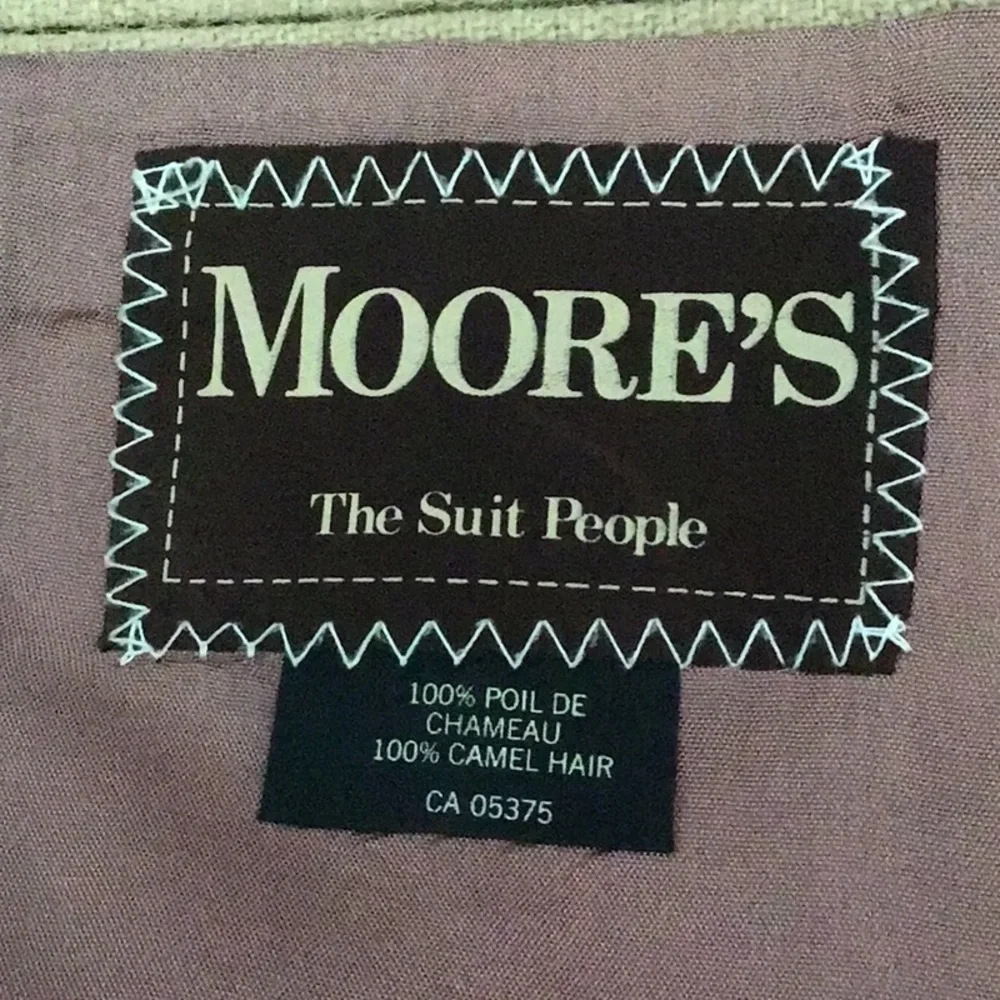 MOORE'S
The Suit People
100% POIL DE
CHAMEAU
100% CAMEL HAIR
CA 05375